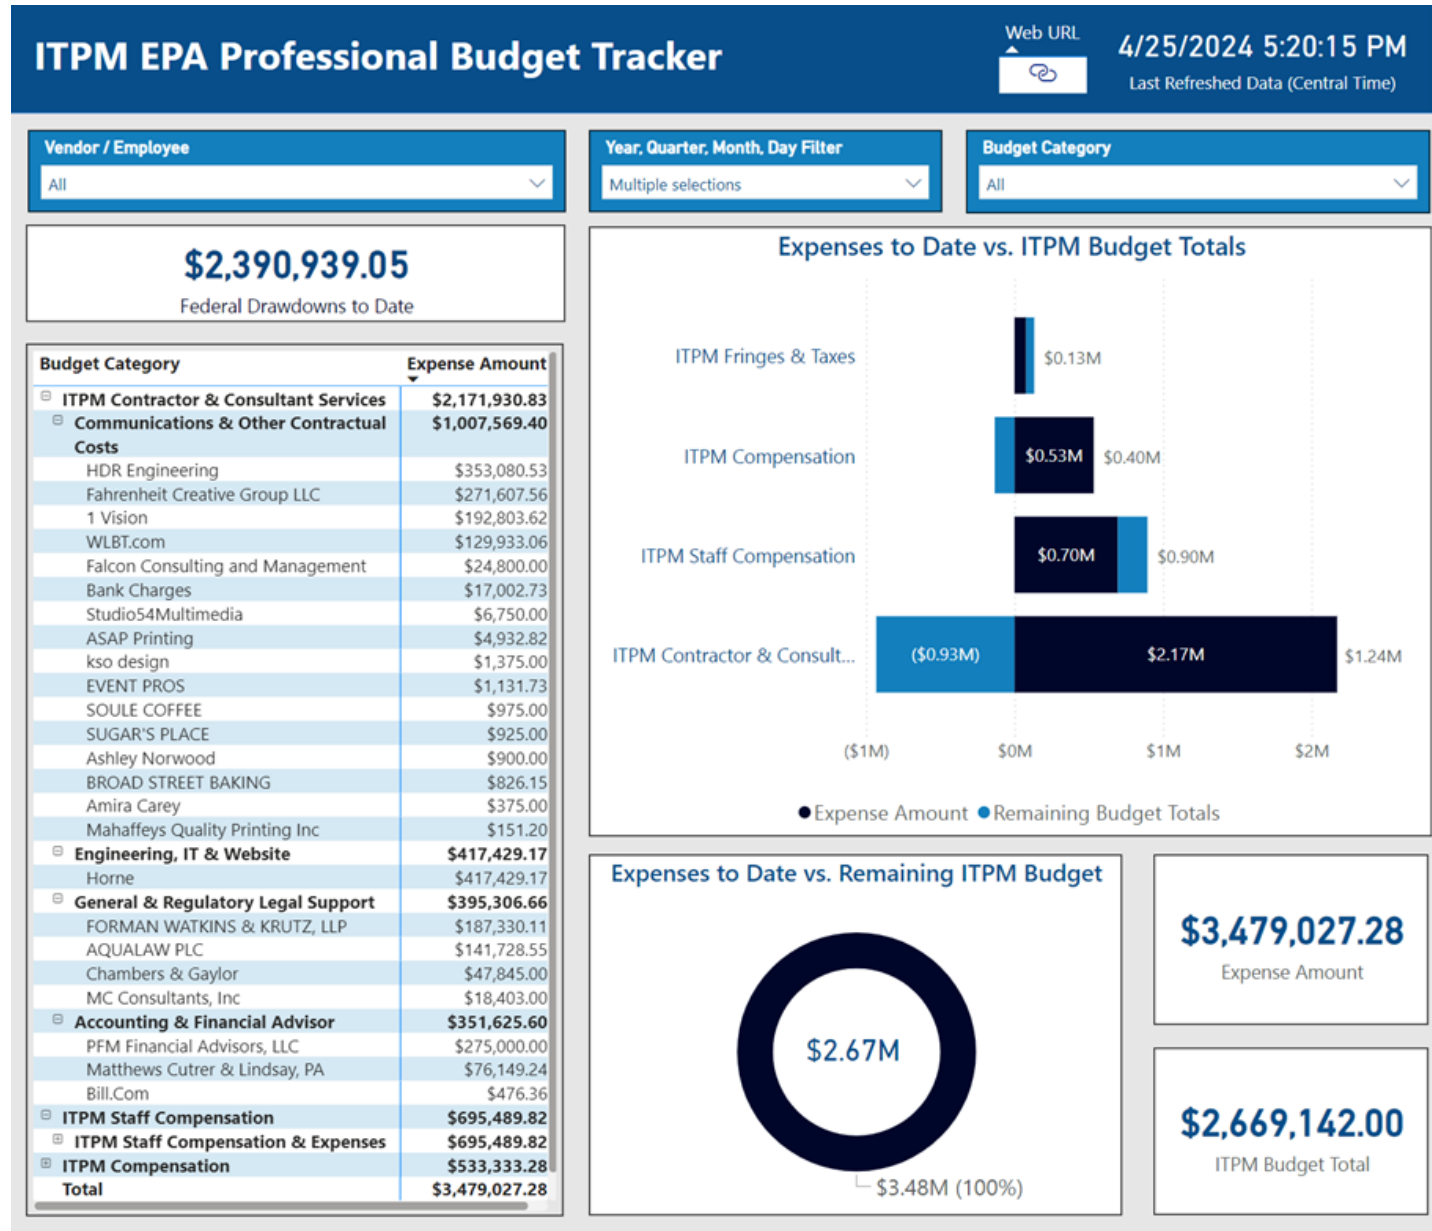 ITPM EPA Professional Budget Tracker
Web URL
4/25/2024 5:20:15 PM
Last Refreshed Data (Central Time)
Vendor / Employee
All
Year, Quarter, Month, Day Filter
Multiple selections
Budget Category
All
$2,390,939.05
Federal Drawdowns to Date
Budget Category Expense Amount
ITPM Contractor & Consultant Services $2,171,930.83
Communications & Other Contractual $1,007,569.40
Costs
HDR Engineering $353,080.53
Fahrenheit Creative Group LLC $271,607.56
1 Vision $192,803.62
WLBT.com $129,933.06
Falcon Consulting and Management $24,800.00
Bank Charges $17,002.73
Studio54Multimedia $6,750.00
ASAP Printing $4,932.82
kso design $1,375.00
EVENT PROS $1,131.73
SOULE COFFEE $975.00
SUGAR'S PLACE $925.00
Ashley Norwood $900.00
BROAD STREET BAKING $826.15
Amira Carey $375.00
Mahaffeys Quality Printing Inc $151.20
Engineering, IT & Website $417,429.17
Horne $417,429.17
General & Regulatory Legal Support $395,306.66
FORMAN WATKINS & KRUTZ, LLP $187,330.11
AQUALAW PLC $141,728.55
Chambers & Gaylor $47,845.00
MC Consultants, Inc $18,403.00
Accounting & Financial Advisor $351,625.60
PFM Financial Advisors, LLC $275,000.00
Matthews Cutrer & Lindsay, PA $76,149.24
Bill.Com $476.36
ITPM Staff Compensation $695,489.82
ITPM Staff Compensation & Expenses $695,489.82
ITPM Compensation $533,333.28
Total $3,479,027.28
Expenses to Date vs. ITPM Budget Totals
ITPM Fringes & Taxes $0.13M
ITPM Compensation $0.53M $0.40M
ITPM Staff Compensation $0.70M $0.90M
ITPM Contractor & Consult... ($0.93M) $2.17M $1.24M
($1M) $0M $1M $2M
Expense Amount Remaining Budget Totals
Expenses to Date vs. Remaining ITPM Budget
$2.67M
$3.48M (100%)
$3,479,027.28
Expense Amount
$2,669,142.00
ITPM Budget Total